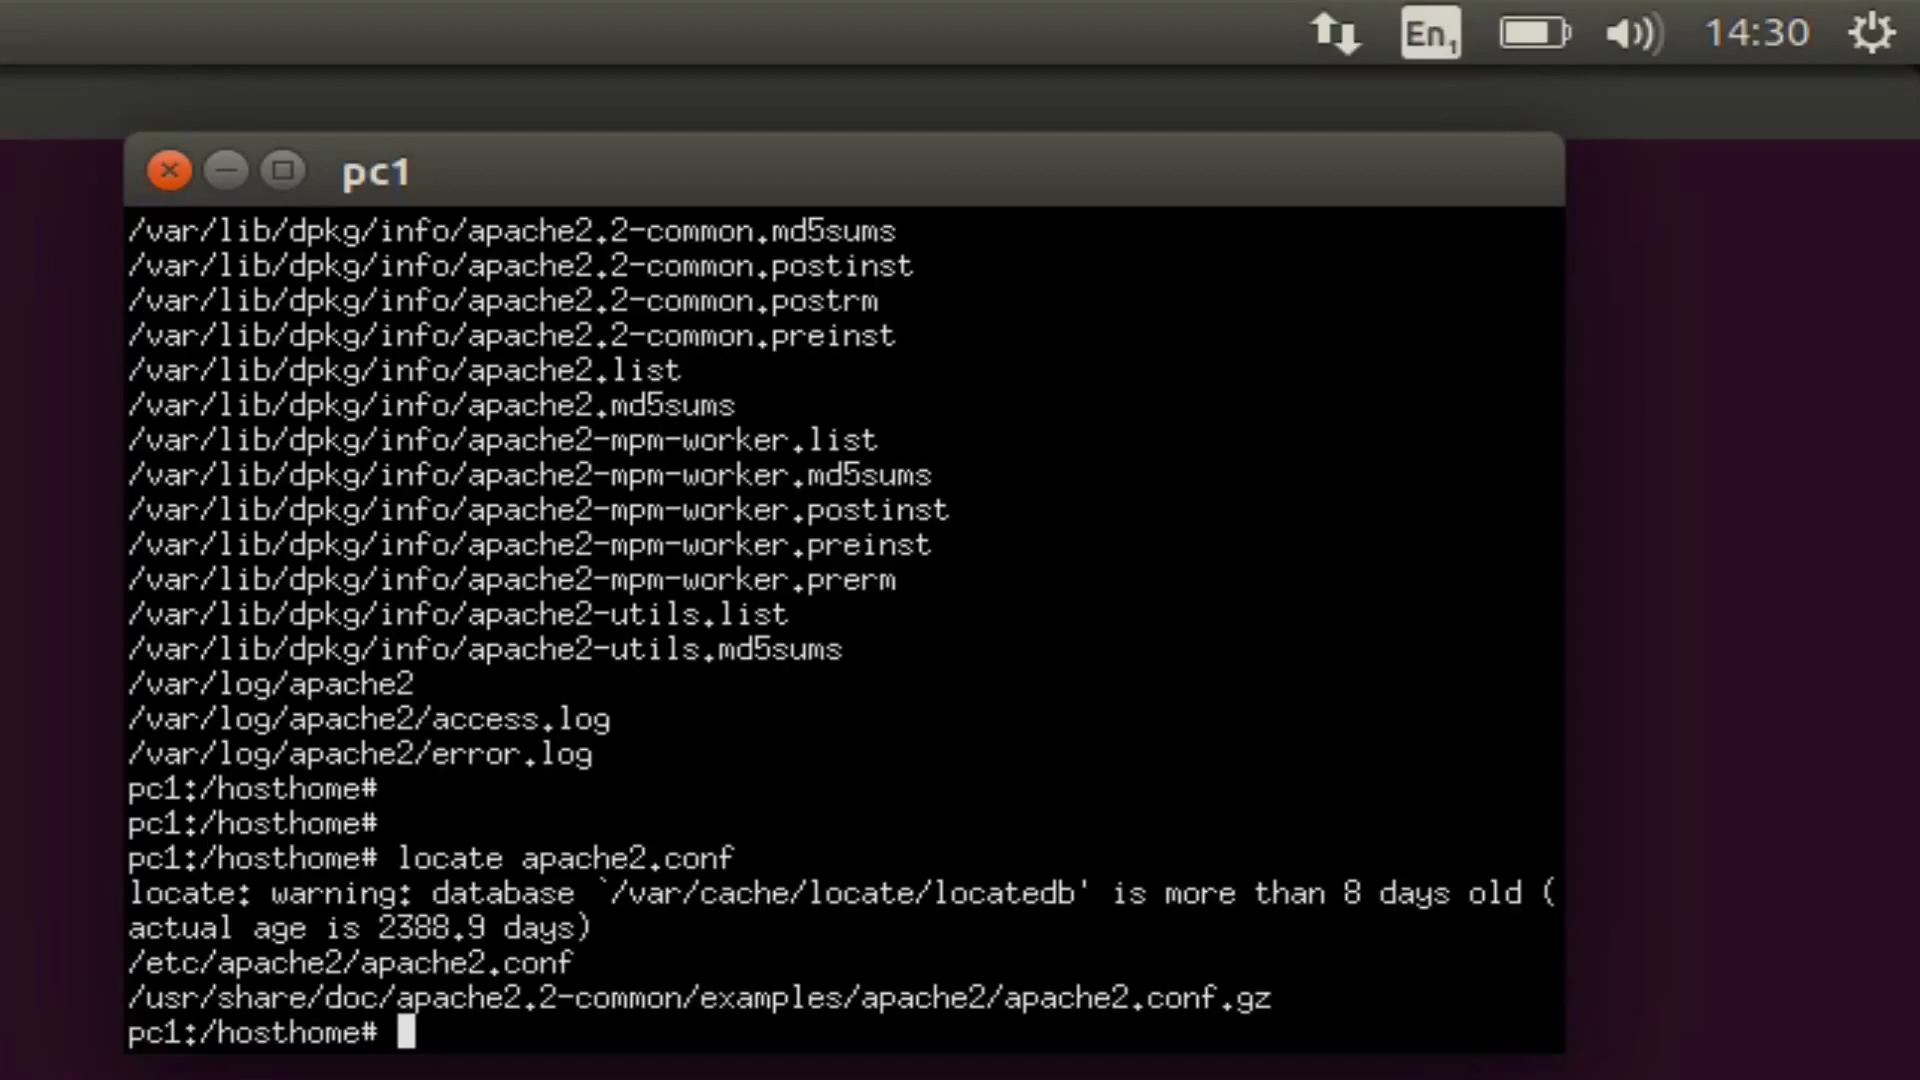 En1
14:30
pc1
/var/lib/dpkg/info/apache2.2-common.md5sums
/var/lib/dpkg/info/apache2.2-common.postinst
/var/lib/dpkg/info/apache2.2-common.postrm
/var/lib/dpkg/info/apache2.2-common.preinst
/var/lib/dpkg/info/apache2.list
/var/lib/dpkg/info/apache2.md5sums
/var/lib/dpkg/info/apache2-mpm-worker.list
/var/lib/dpkg/info/apache2-mpm-worker.md5sums
/var/lib/dpkg/info/apache2-mpm-worker.postinst
/var/lib/dpkg/info/apache2-mpm-worker.preinst
/var/lib/dpkg/info/apache2-mpm-worker.prerm
/var/lib/dpkg/info/apache2-utils.list
/var/lib/dpkg/info/apache2-utils.md5sums
/var/log/apache2
/var/log/apache2/access.log
/var/log/apache2/error.log
pc1:/hosthome#
pc1:/hosthome#
pc1:/hosthome# locate apache2.conf
locate: warning: database `/var/cache/locate/locatedb' is more than 8 days old (
actual age is 2388.9 days)
/etc/apache2/apache2.conf
/usr/share/doc/apache2.2-common/examples/apache2/apache2.conf.gz
pc1:/hosthome#